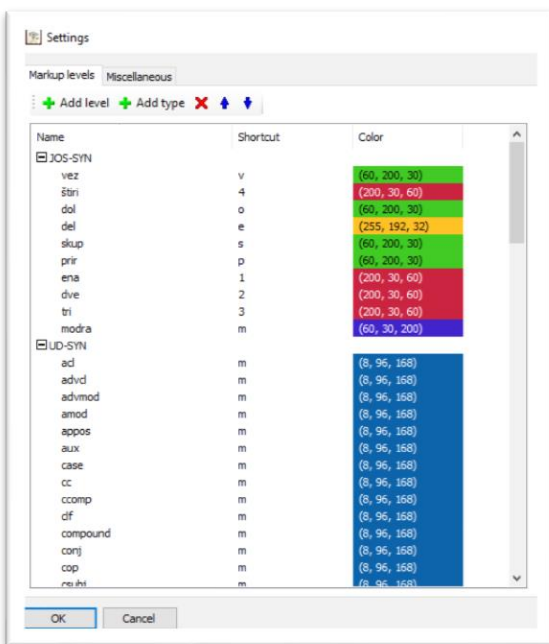 Settings
Markup levels Miscellaneous
Add level Add type
Name Shortcut Color
JOS-SYN
vez v (60, 200, 30)
štiri 4 (200, 30, 60)
dol o (60, 200, 30)
del e (255, 192, 32)
skup s (60, 200, 30)
prir p (60, 200, 30)
ena 1 (200, 30, 60)
dve 2 (200, 30, 60)
tri 3 (200, 30, 60)
modra m (60, 30, 200)
UD-SYN
acl m (8, 96, 168)
advcl m (8, 96, 168)
advmod m (8, 96, 168)
amod m (8, 96, 168)
appos m (8, 96, 168)
aux m (8, 96, 168)
case m (8, 96, 168)
cc m (8, 96, 168)
ccomp m (8, 96, 168)
clf m (8, 96, 168)
compound m (8, 96, 168)
conj m (8, 96, 168)
cop m (8, 96, 168)
csubj m (8, 96, 168)
OK Cancel